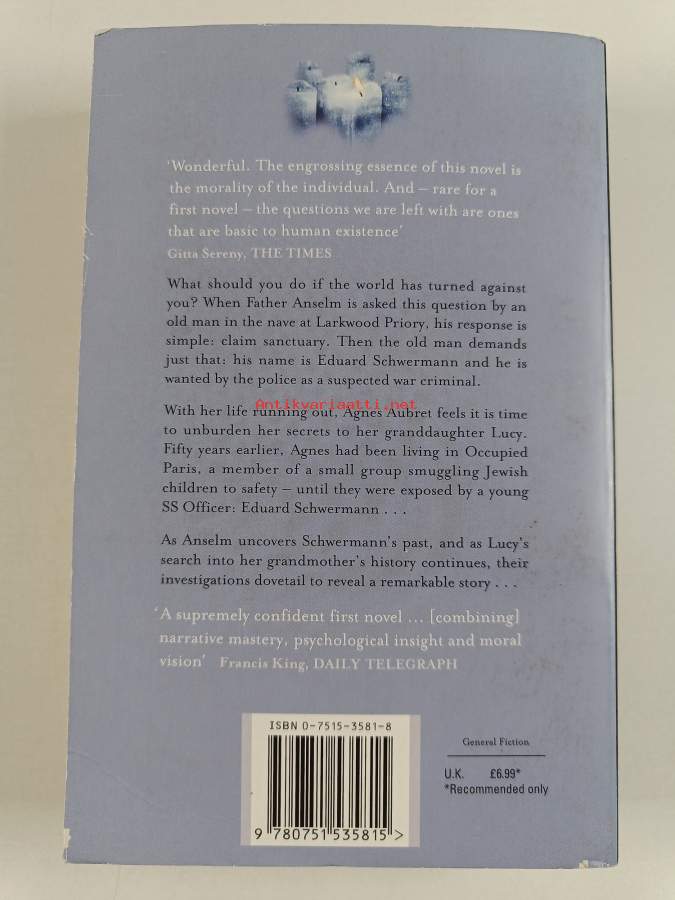 'Wonderful. The engrossing essence of this novel is
the morality of the individual. And – rare for a
first novel – the questions we are left with are ones
that are basic to human existence'
Gitta Sereny, THE TIMES
What should you do if the world has turned against
you? When Father Anselm is asked this question by an
old man in the nave at Larkwood Priory, his response is
simple: claim sanctuary. Then the old man demands
just that: his name is Eduard Schwermann and he is
wanted by the police as a suspected war criminal.
Antikvariaatti.net
With her life running out, Agnes Aubret feels it is time
to unburden her secrets to her granddaughter Lucy.
Fifty years earlier, Agnes had been living in Occupied
Paris, a member of a small group smuggling Jewish
children to safety – until they were exposed by a young
SS Officer: Eduard Schwermann . . .
As Anselm uncovers Schwermann's past, and as Lucy's
search into her grandmother's history continues, their
investigations dovetail to reveal a remarkable story . . .
'A supremely confident first novel ... [combining]
narrative mastery, psychological insight and moral
vision' Francis King, DAILY TELEGRAPH
ISBN 0-7515-3581-8
9 780751 535815 >
General Fiction
U.K. £6.99*
*Recommended only